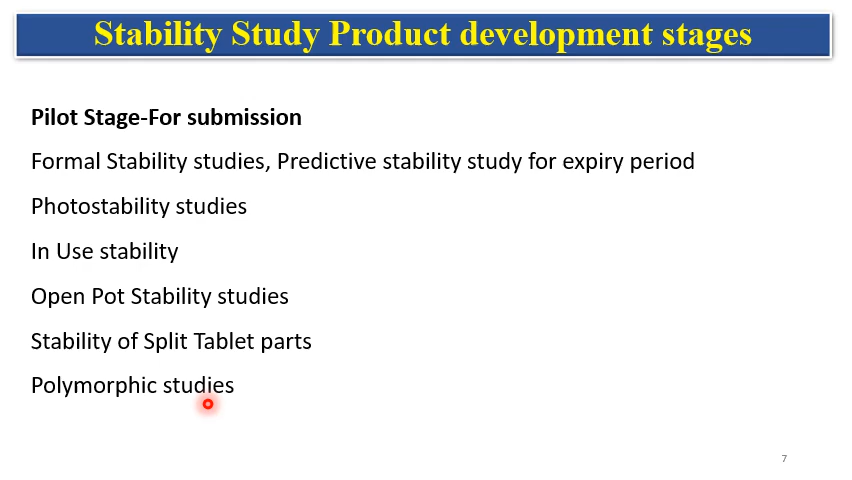 Stability Study Product development stages
Pilot Stage-For submission
Formal Stability studies, Predictive stability study for expiry period
Photostability studies
In Use stability
Open Pot Stability studies
Stability of Split Tablet parts
Polymorphic studies
7